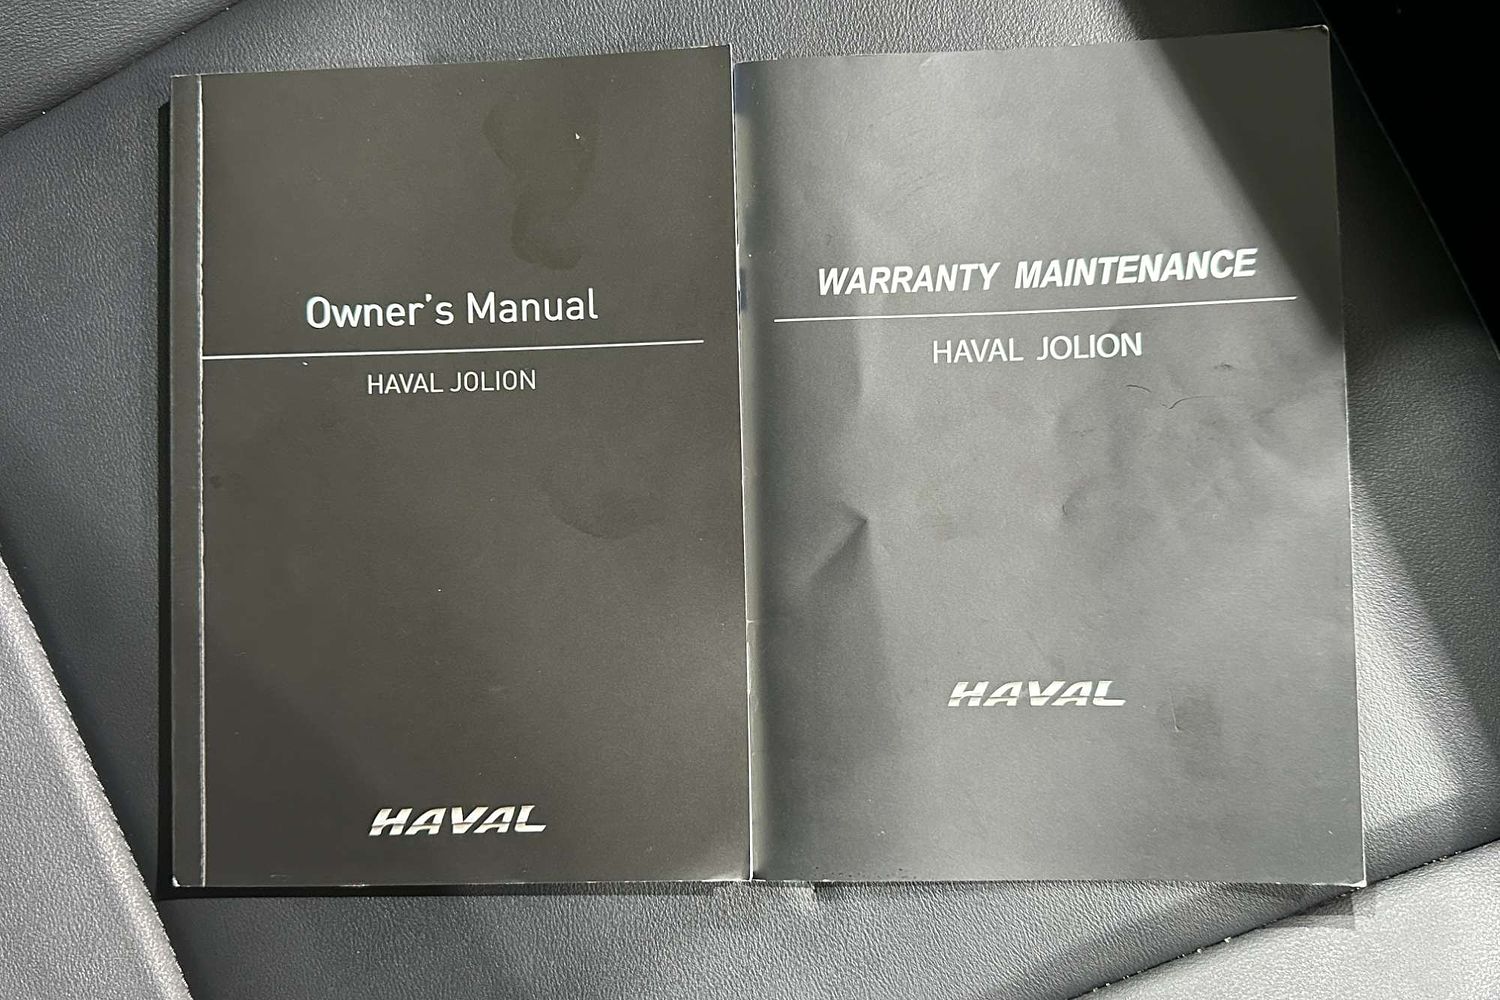 Owner's Manual
HAVAL JOLION
HAVAL
WARRANTY MAINTENANCE
HAVAL JOLION
HAVAL